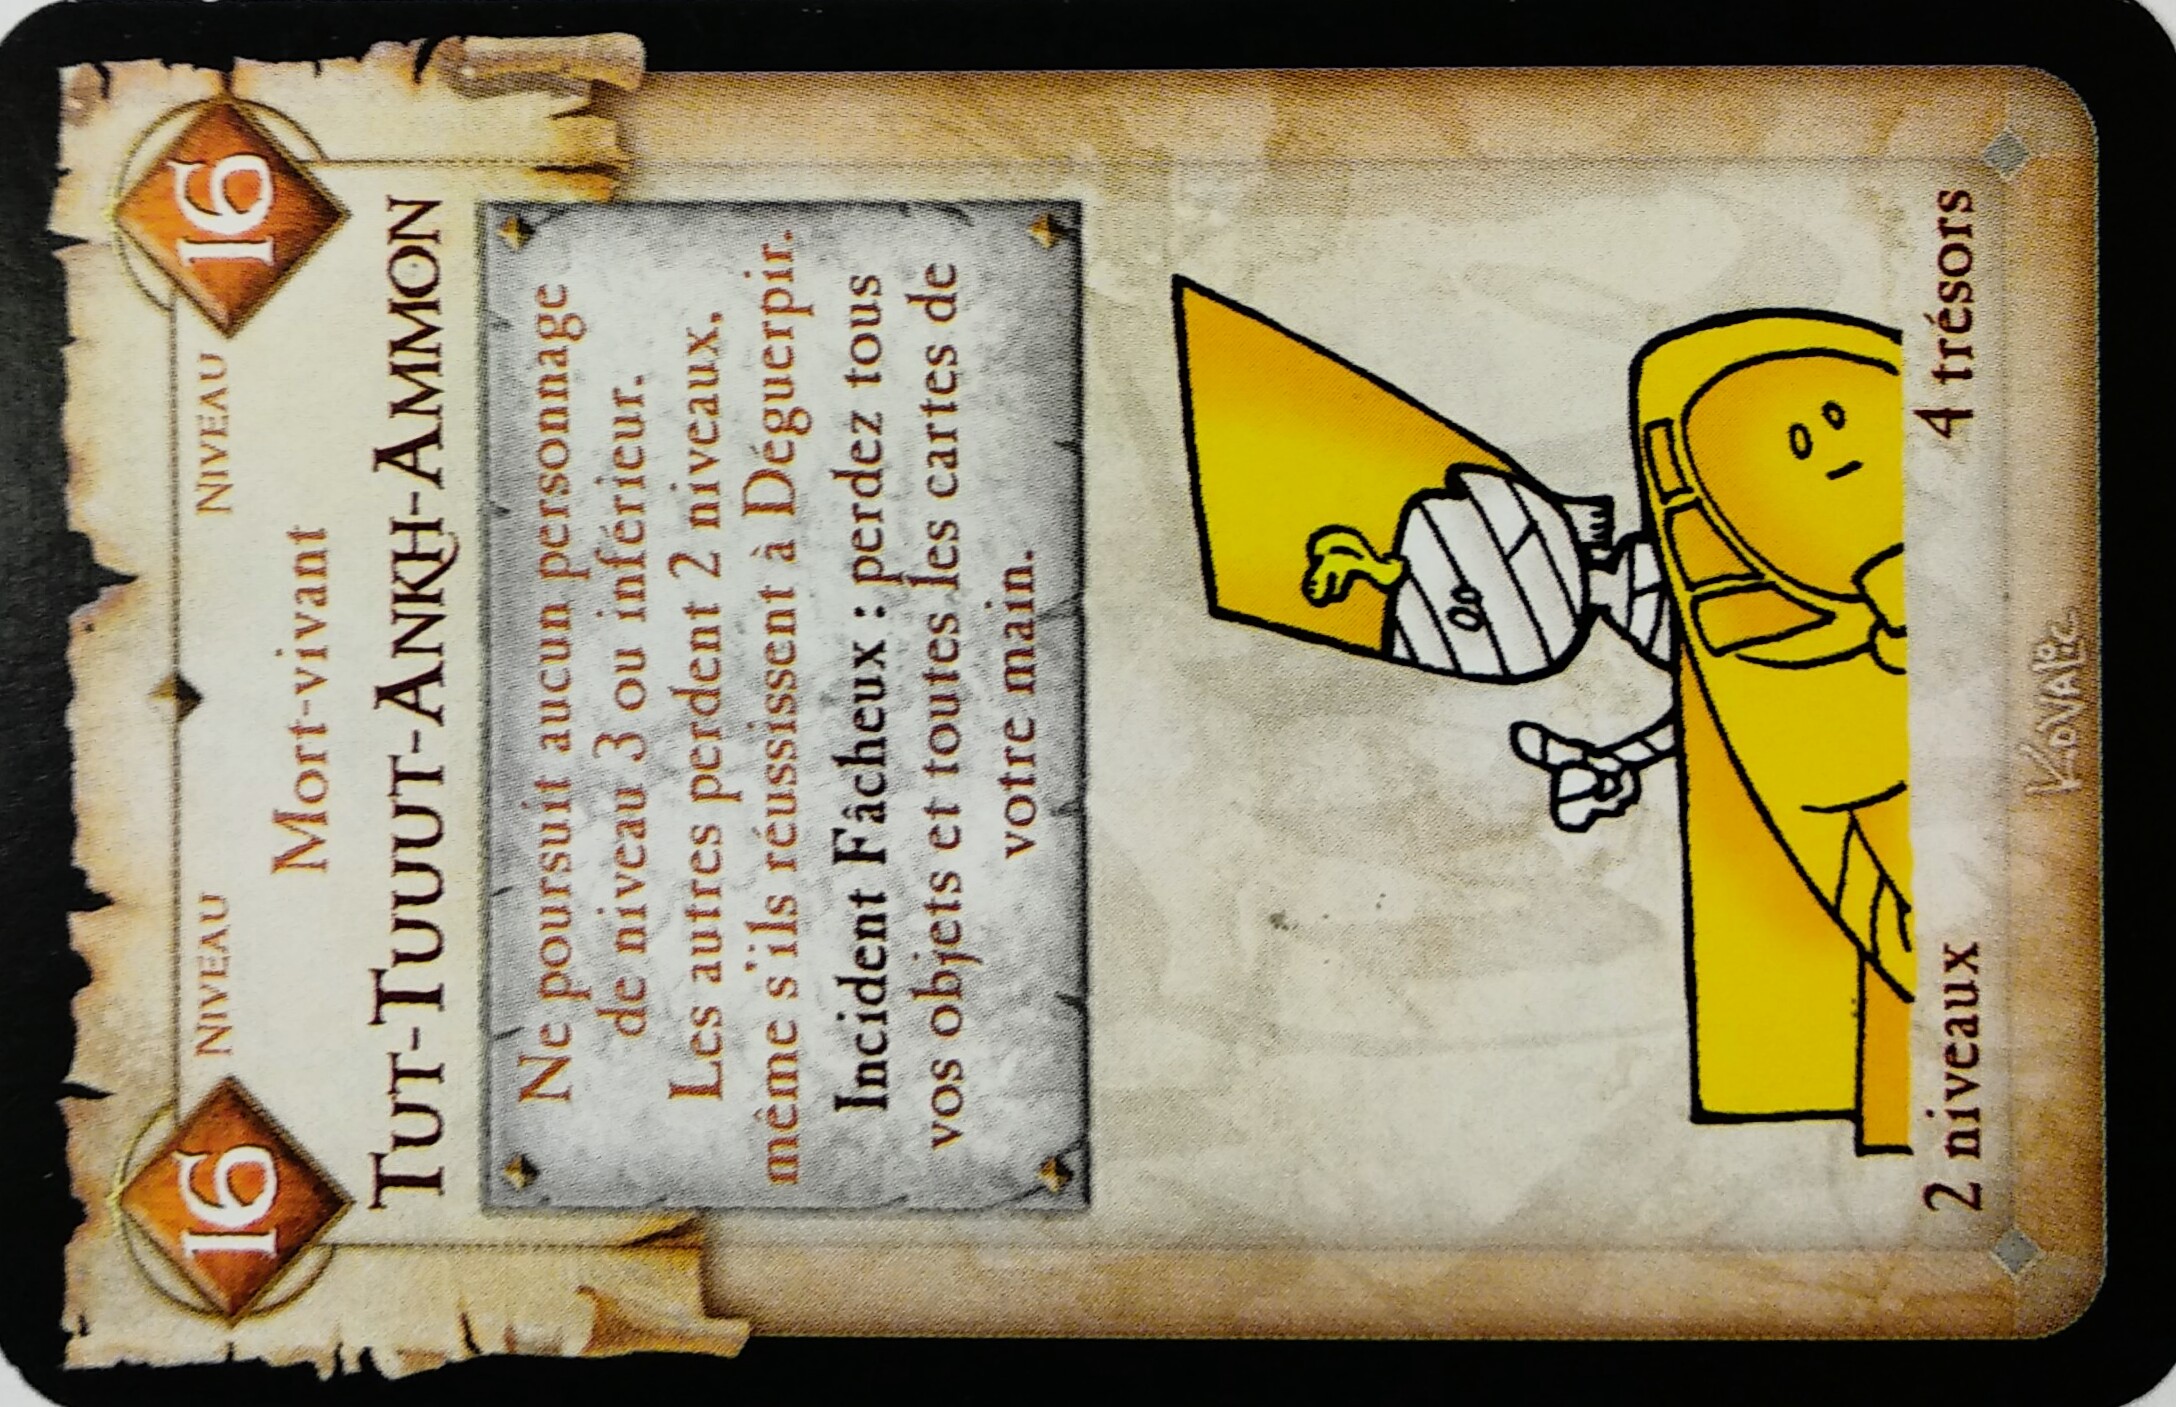 16 Niveau Niveau 16
Mort-vivant
Tut-Tuuut-Ankh-Ammon
Ne poursuit aucun personnage
de niveau 3 ou inférieur.
Les autres perdent 2 niveaux,
même s'ils réussissent à Déguerpir.
Incident Fâcheux : perdez tous
vos objets et toutes les cartes de
votre main.
2 niveaux 4 trésors
Kovalic